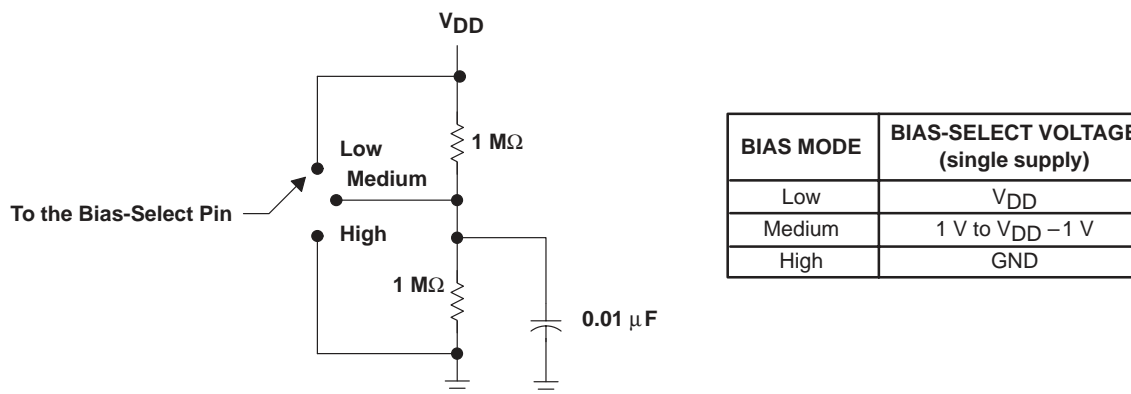 VDD
1 MΩ
Low
Medium
To the Bias-Select Pin
High
1 MΩ
0.01 μF
BIAS MODE
BIAS-SELECT VOLTAGE
(single supply)
Low
VDD
Medium
1 V to VDD – 1 V
High
GND